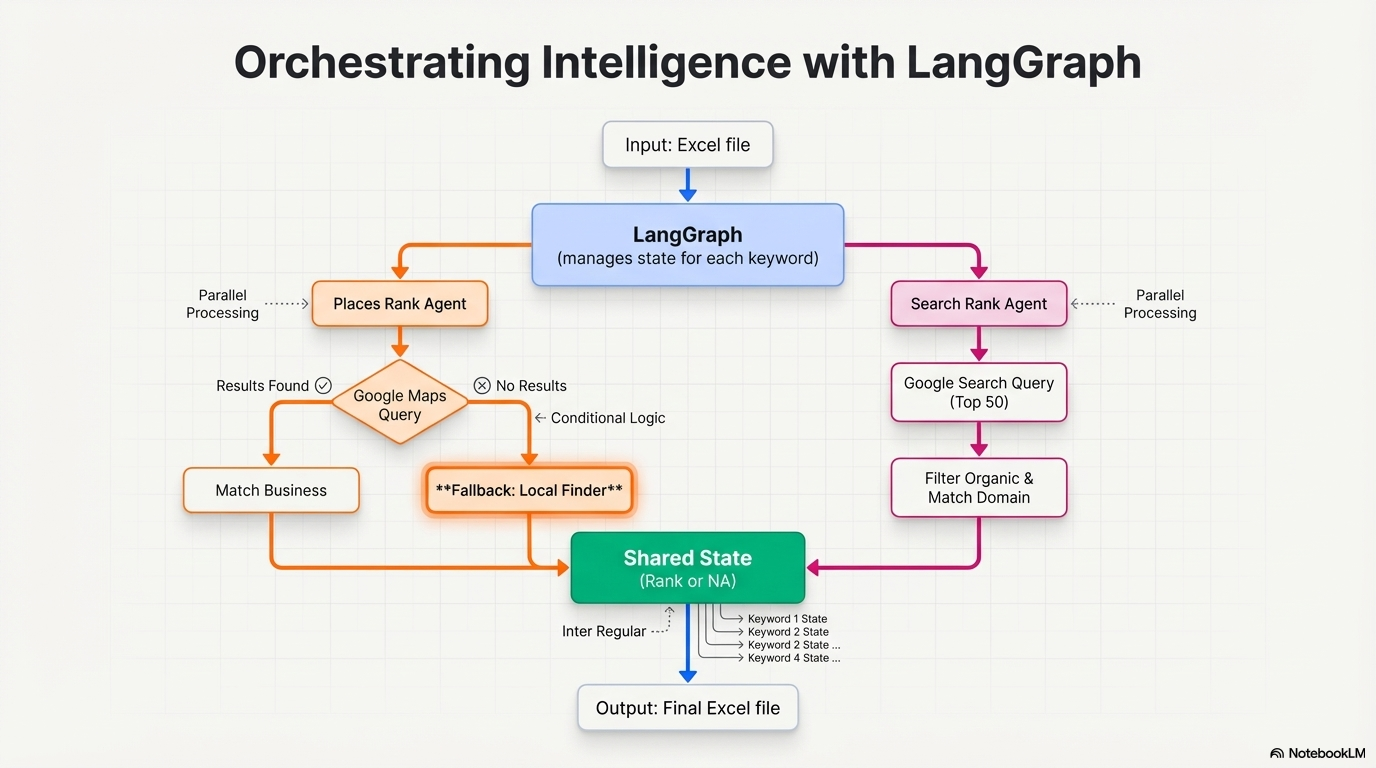 Orchestrating Intelligence with LangGraph
Input: Excel file
LangGraph
(manages state for each keyword)
Parallel
Processing
Places Rank Agent
Search Rank Agent
Parallel
Processing
Results Found
Google Maps
Query
No Results
Conditional Logic
Google Search Query
(Top 50)
Match Business
**Fallback: Local Finder**
Filter Organic &
Match Domain
Shared State
(Rank or NA)
Inter Regular
Keyword 1 State
Keyword 2 State
Keyword 2 State ...
Keyword 4 State ...
Output: Final Excel file
NotebookLM